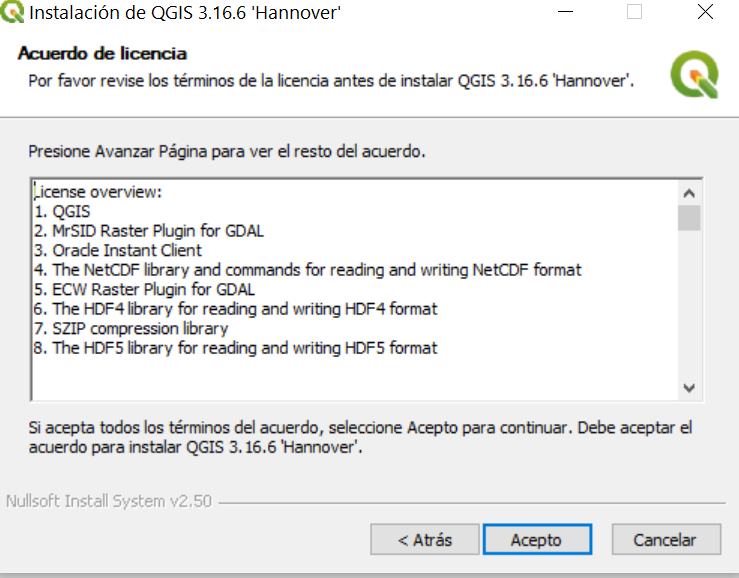 Instalación de QGIS 3.16.6 'Hannover'
Acuerdo de licencia
Por favor revise los términos de la licencia antes de instalar QGIS 3.16.6 'Hannover'.
Presione Avanzar Página para ver el resto del acuerdo.
License overview:
1. QGIS
2. MrSID Raster Plugin for GDAL
3. Oracle Instant Client
4. The NetCDF library and commands for reading and writing NetCDF format
5. ECW Raster Plugin for GDAL
6. The HDF4 library for reading and writing HDF4 format
7. SZIP compression library
8. The HDF5 library for reading and writing HDF5 format
Si acepta todos los términos del acuerdo, seleccione Acepto para continuar. Debe aceptar el
acuerdo para instalar QGIS 3.16.6 'Hannover'.
Nullsoft Install System v2.50
< Atrás
Acepto
Cancelar